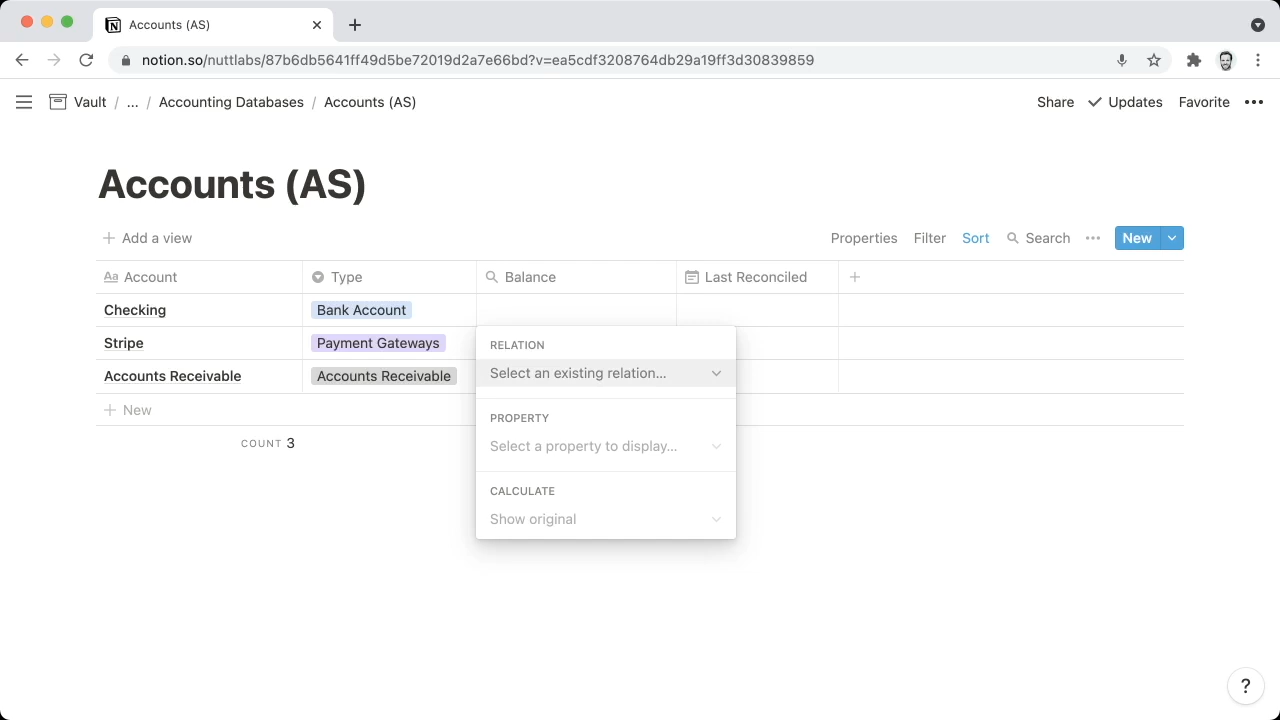 Accounts (AS)
notion.so/nuttlabs/87b6db5641ff49d5be72019d2a7e66bd?v=ea5cdf3208764db29a19ff3d30839859
Vault / ... / Accounting Databases / Accounts (AS)
Share Updates Favorite
Accounts (AS)
Add a view
Properties Filter Sort Search New
Aa Account Type Balance Last Reconciled
Checking Bank Account
Stripe Payment Gateways
Accounts Receivable Accounts Receivable
New
COUNT 3
RELATION
Select an existing relation...
PROPERTY
Select a property to display...
CALCULATE
Show original
?